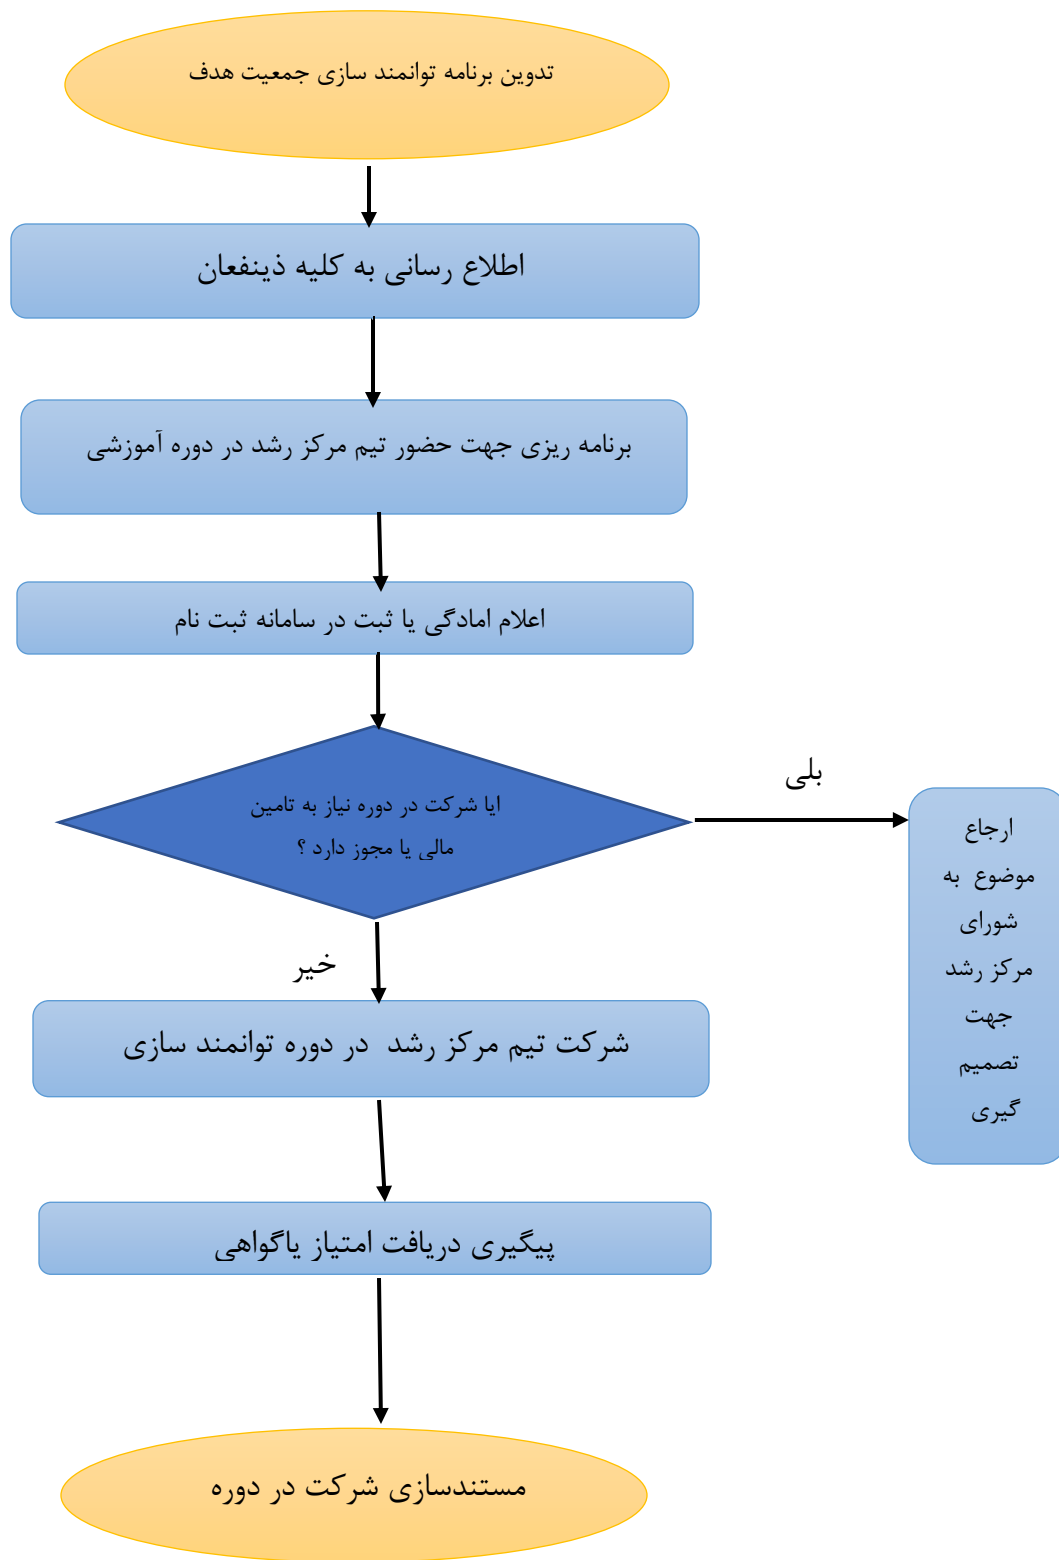 تدوین برنامه توانمند سازی جمعیت هدف
اطلاع رسانی به کلیه ذینفعان
برنامه ریزی جهت حضور تیم مرکز رشد در دوره آموزشی
اعلام امادگی یا ثبت در سامانه ثبت نام
ایا شرکت در دوره نیاز به تامین
مالی یا مجوز دارد ؟
بلی
ارجاع
موضوع به
شورای
مرکز رشد
جهت
تصمیم
گیری
خیر
شرکت تیم مرکز رشد در دوره توانمند سازی
پیگیری دریافت امتیاز یاگواهی
مستندسازی شرکت در دوره